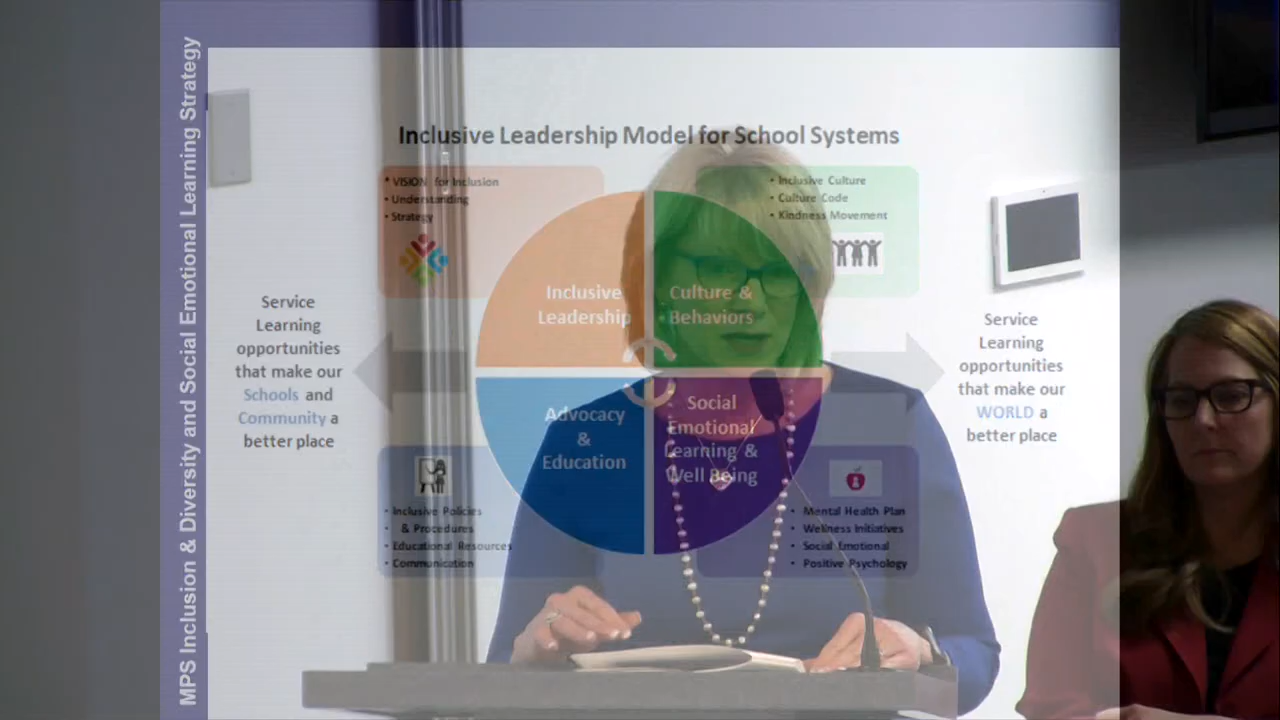 MPS Inclusion & Diversity and Social Emotional Learning Strategy
Inclusive Leadership Model for School Systems
• VISION for Inclusion
• Understanding
• Strategy
• Inclusive Culture
• Culture Code
• Kindness Movement
Inclusive
Leadership
Culture &
Behaviors
Service
Learning
opportunities
that make our
Schools and
Community a
better place
Service
Learning
opportunities
that make our
WORLD a
better place
Advocacy
&
Education
Social
Emotional
Learning &
Well Being
• Inclusive Policies
• & Procedures
• Educational Resources
• Communication
• Mental Health Plan
• Wellness Initiatives
• Social Emotional
• Positive Psychology